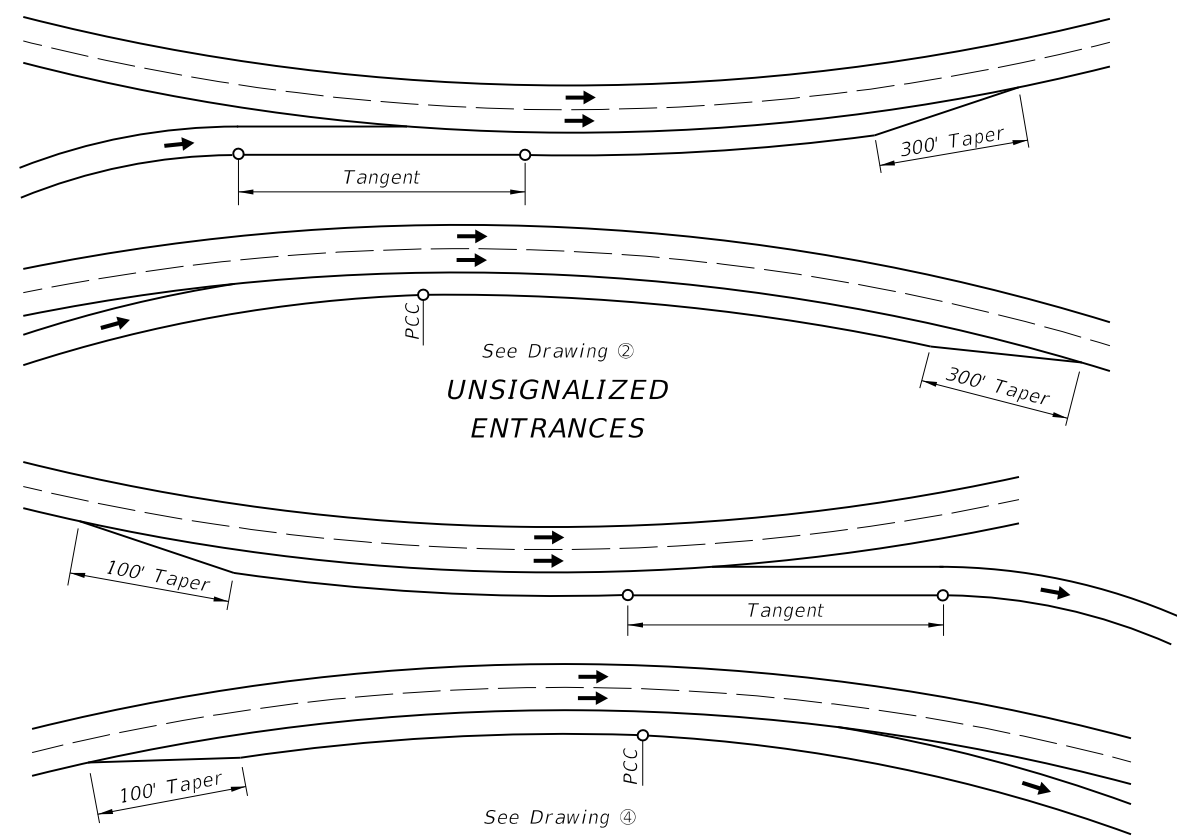 300' Taper
Tangent
PCC
See Drawing ②
300' Taper
UNSIGNALIZED
ENTRANCES
100' Taper
Tangent
PCC
100' Taper
See Drawing ④